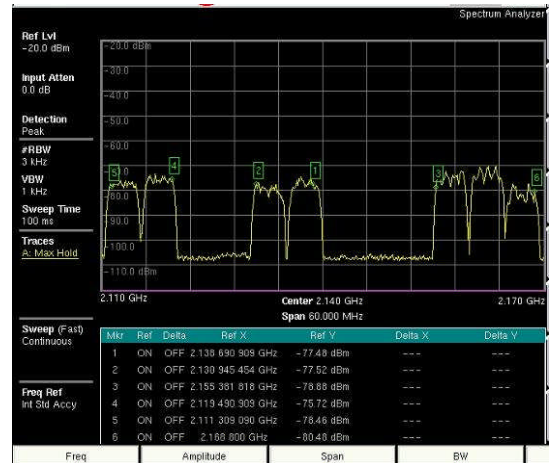 Spectrum Analyzer
Ref Lvl
-20.0 dBm
Input Atten
0.0 dB
Detection
Peak
#RBW
3 kHz
VBW
1 kHz
Sweep Time
100 ms
Traces
A: Max Hold
Sweep (Fast)
Continuous
Freq Ref
Int Std Accy
-20.0 dBm
-30.0
-40.0
-50.0
-60.0
-80.0
-90.0
-100.0
-110.0 dBm
5
4
2
1
3
6
2.110 GHz
Center 2.140 GHz
2.170 GHz
Span 60.000 MHz
Mkr Ref Delta Ref X Ref Y Delta X Delta Y
1 ON OFF 2.138 690 909 GHz -77.48 dBm --- ---
2 ON OFF 2.130 945 454 GHz -77.52 dBm --- ---
3 ON OFF 2.155 381 818 GHz -78.88 dBm --- ---
4 ON OFF 2.119 490 909 GHz -75.72 dBm --- ---
5 ON OFF 2.111 309 090 GHz -78.46 dBm --- ---
6 ON OFF 2.168 800 GHz -80.48 dBm --- ---
Freq Amplitude Span BW